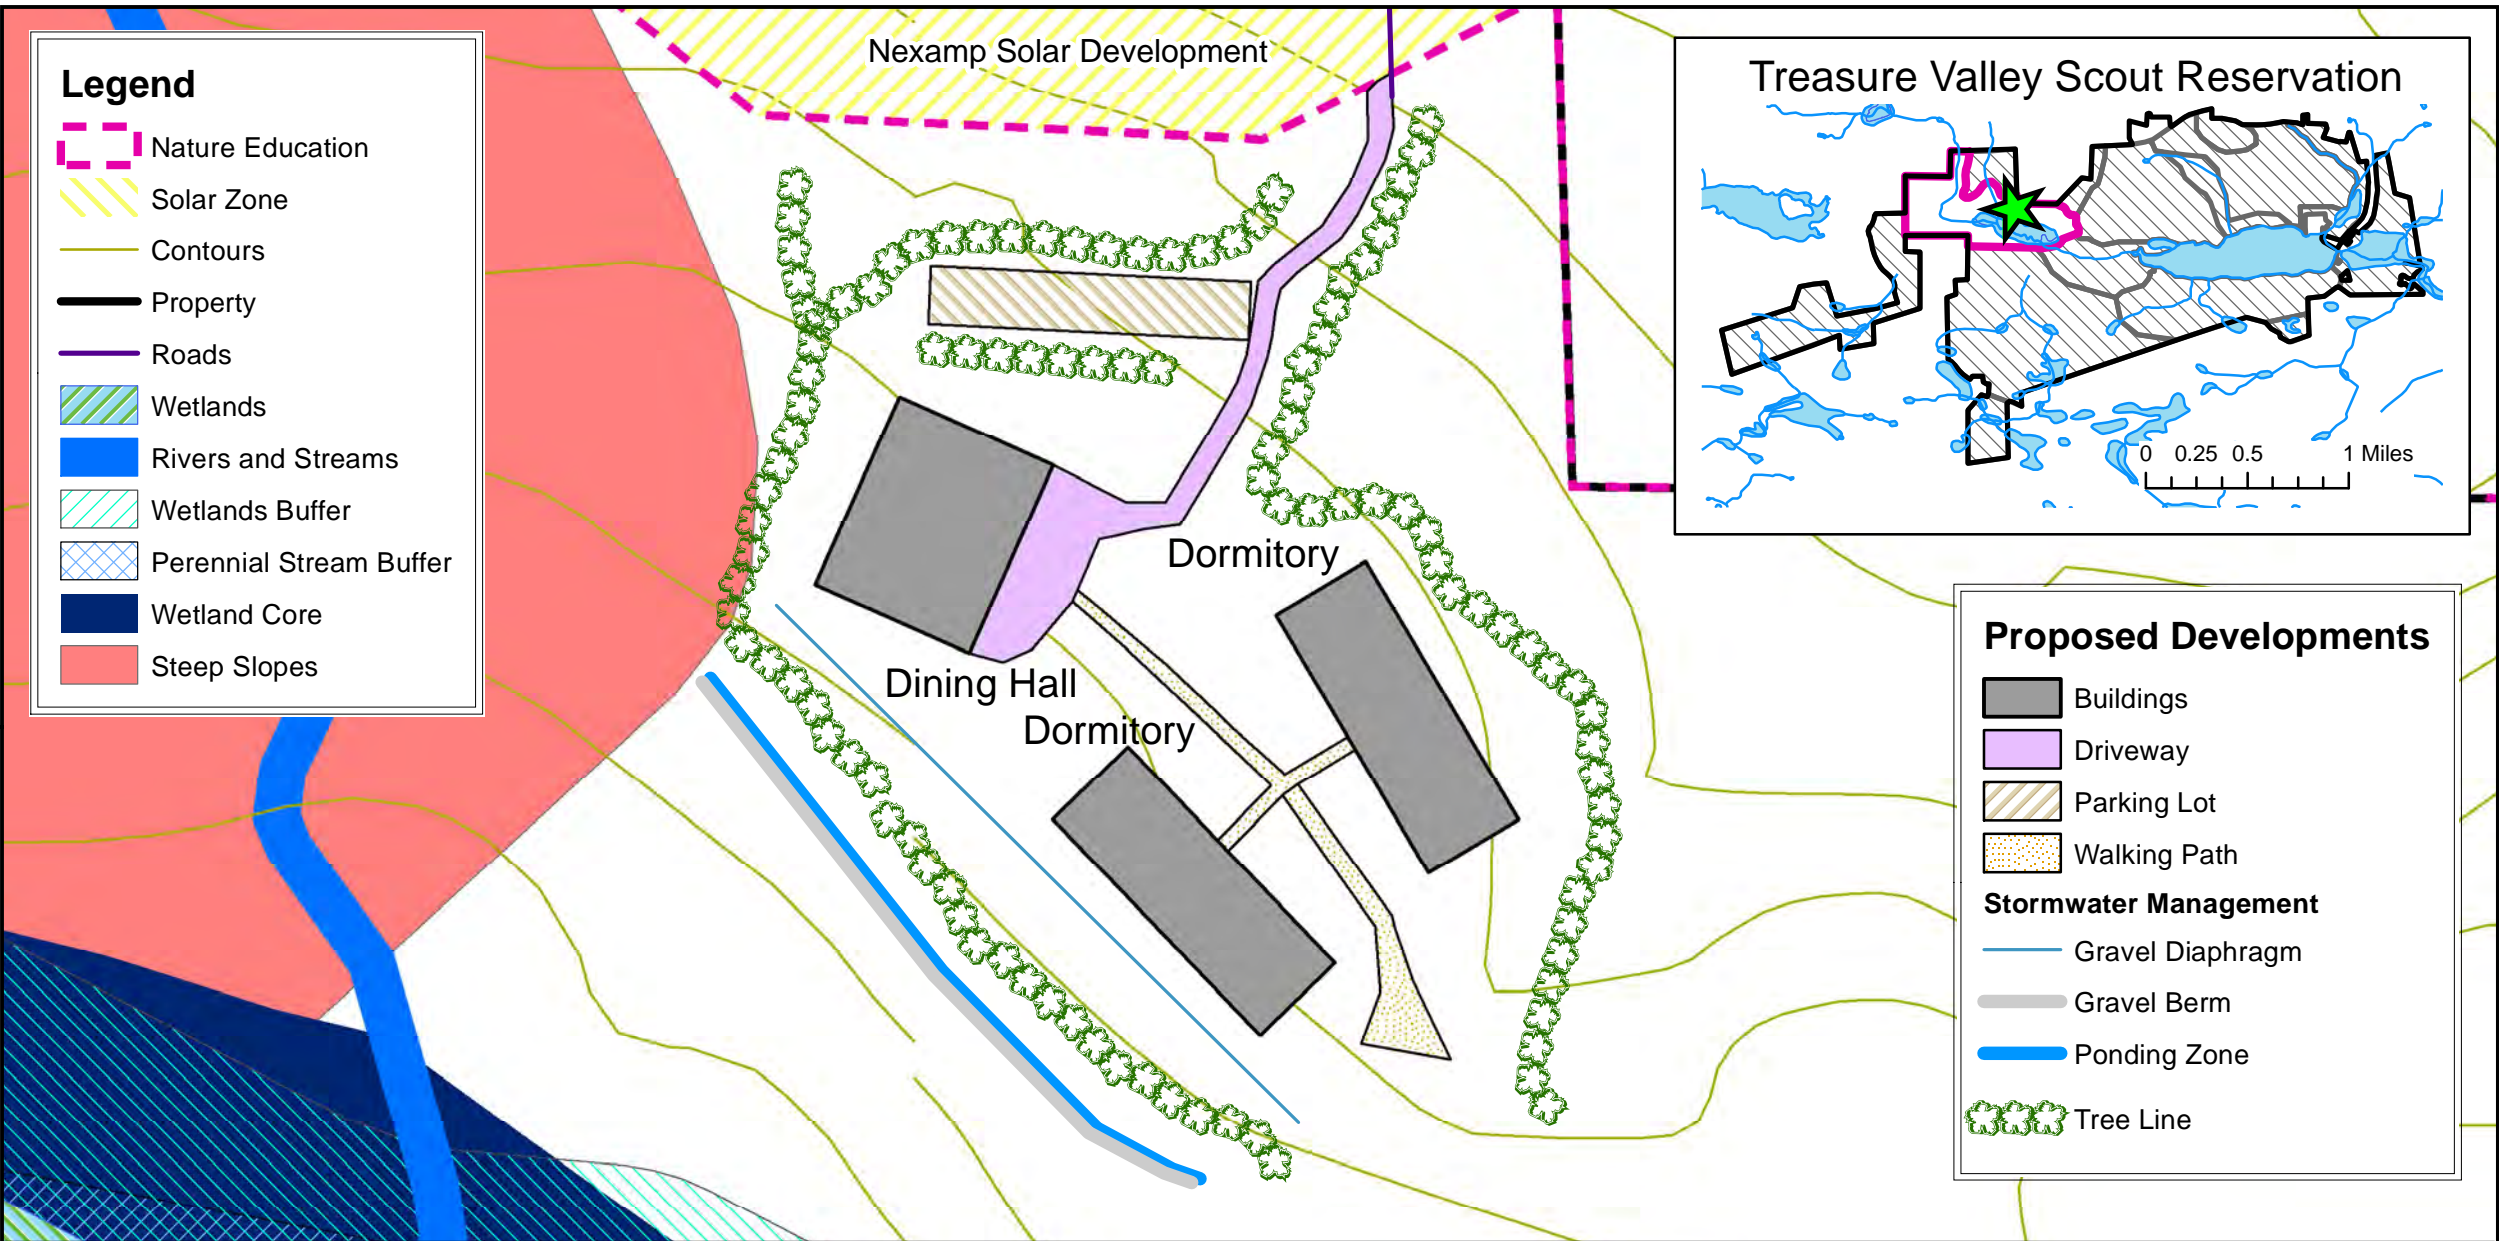 Nexamp Solar Development
Legend
Nature Education
Solar Zone
Contours
Property
Roads
Wetlands
Rivers and Streams
Wetlands Buffer
Perennial Stream Buffer
Wetland Core
Steep Slopes
Treasure Valley Scout Reservation
0 0.25 0.5 1 Miles
Dormitory
Dining Hall
Dormitory
Proposed Developments
Buildings
Driveway
Parking Lot
Walking Path
Stormwater Management
Gravel Diaphragm
Gravel Berm
Ponding Zone
Tree Line